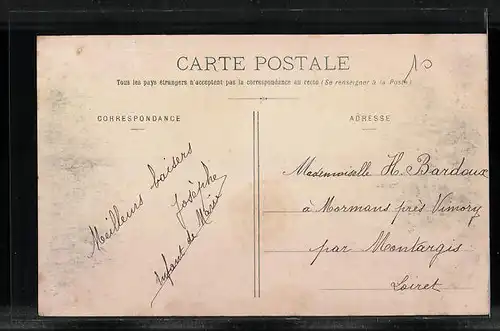 CARTE POSTALE
Tous les pays étrangers n'acceptent pas la correspondance au recto (Se renseigner à la Poste)
10
CORRESPONDANCE
Meilleurs baisers
Josèphe
Enfant de Marie
ADRESSE
Mademoiselle H. Bardoux
à Mormans près Vimory
par Montargis
Loiret